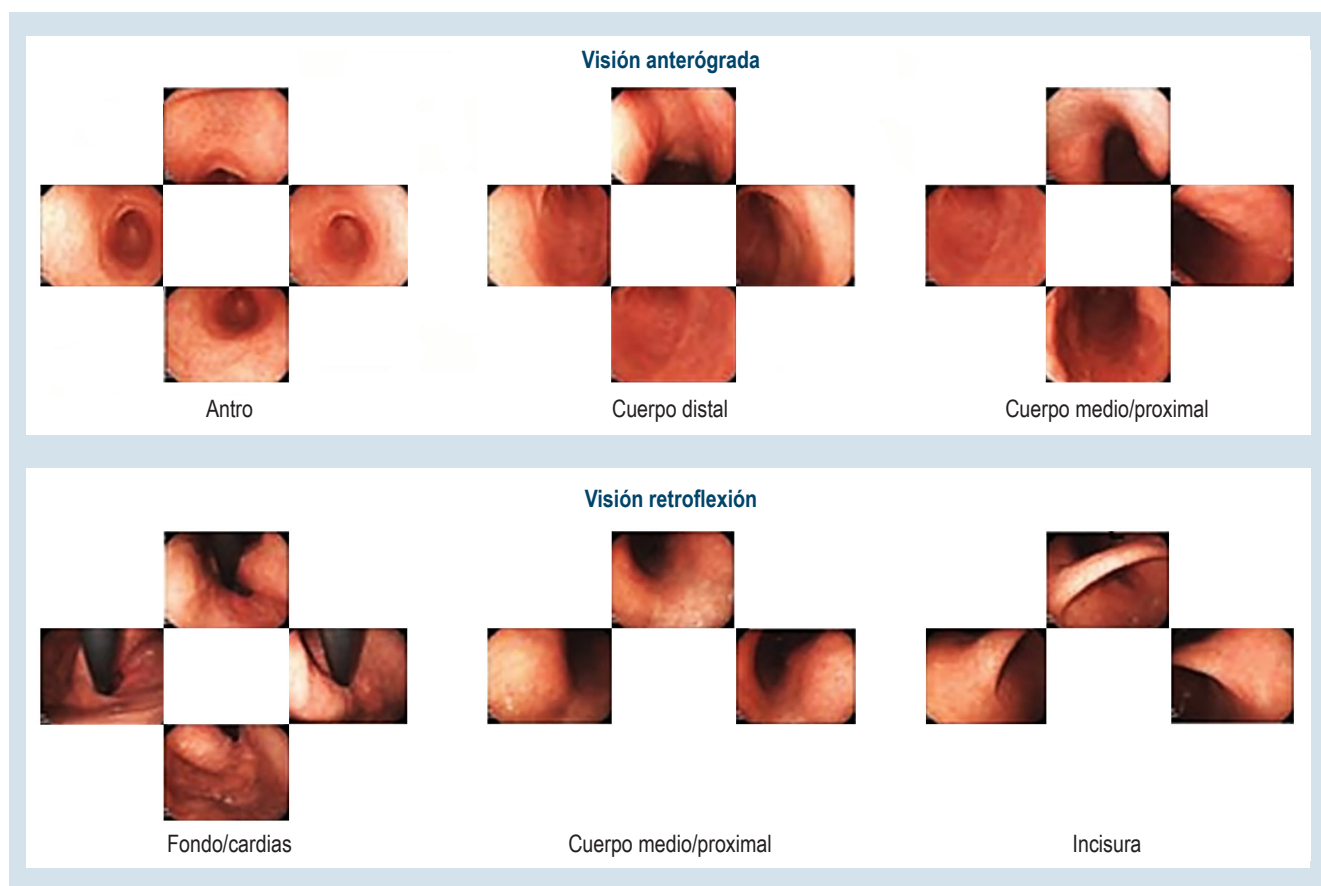 Visión anterógrada
Antro
Cuerpo distal
Cuerpo medio/proximal
Visión retroflexión
Fondo/cardias
Cuerpo medio/proximal
Incisura